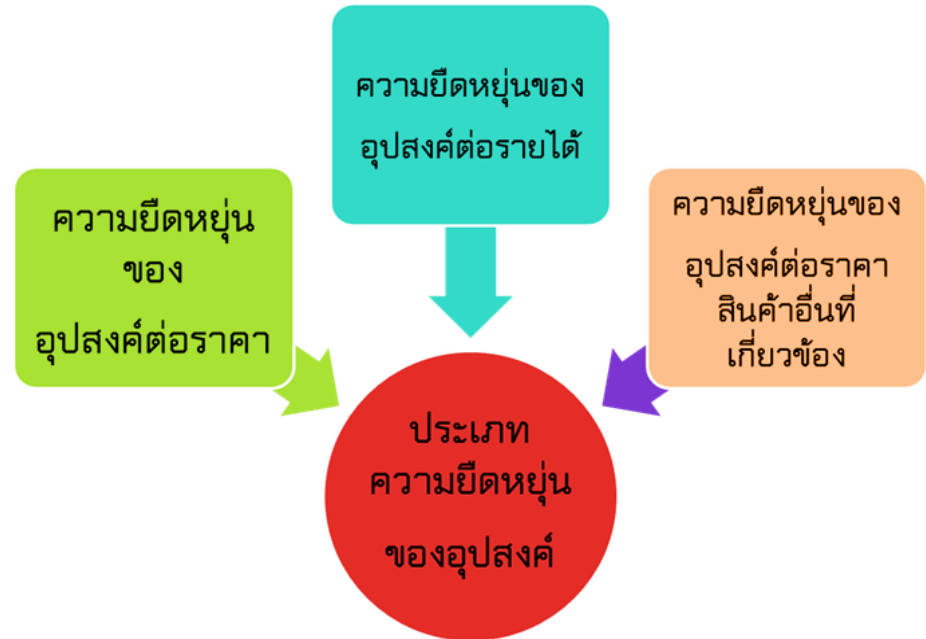 ความยืดหยุ่น
ของ
อุปสงค์ต่อราคา
ความยืดหยุ่นของ
อุปสงค์ต่อรายได้
ความยืดหยุ่นของ
อุปสงค์ต่อราคา
สินค้าอื่นที่
เกี่ยวข้อง
ประเภท
ความยืดหยุ่น
ของอุปสงค์